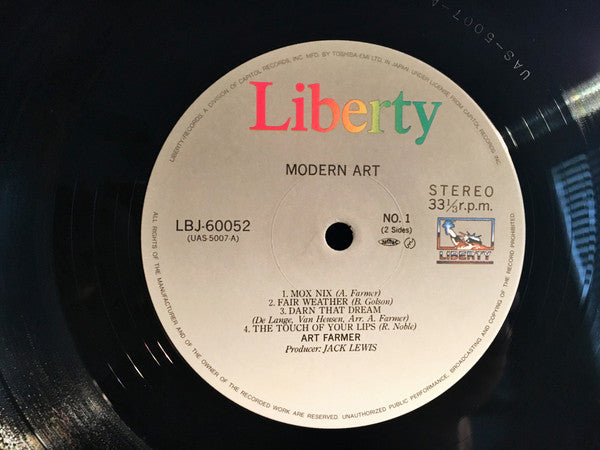 UAS-5007-A
LIBERTY RECORDS, A DIVISION OF CAPITOL RECORDS, INC. MFG. BY TOSHIBA-EMI LTD. IN JAPAN UNDER LICENSE FROM CAPITOL RECORDS, INC.
Liberty
MODERN ART
STEREO
33⅓ r.p.m.
LBJ-60052
(UAS-5007-A)
NO. 1
(2 Sides)
LIBERTY
1. MOX NIX (A. Farmer)
2. FAIR WEATHER (B. Golson)
3. DARN THAT DREAM
(De Lange, Van Heusen, Arr. A. Farmer)
4. THE TOUCH OF YOUR LIPS (R. Noble)
ART FARMER
Producer: JACK LEWIS
ALL RIGHTS OF THE MANUFACTURER AND OF THE OWNER OF THE RECORDED WORK ARE RESERVED. UNAUTHORIZED PUBLIC PERFORMANCE, BROADCASTING AND COPYING OF THE RECORD PROHIBITED.